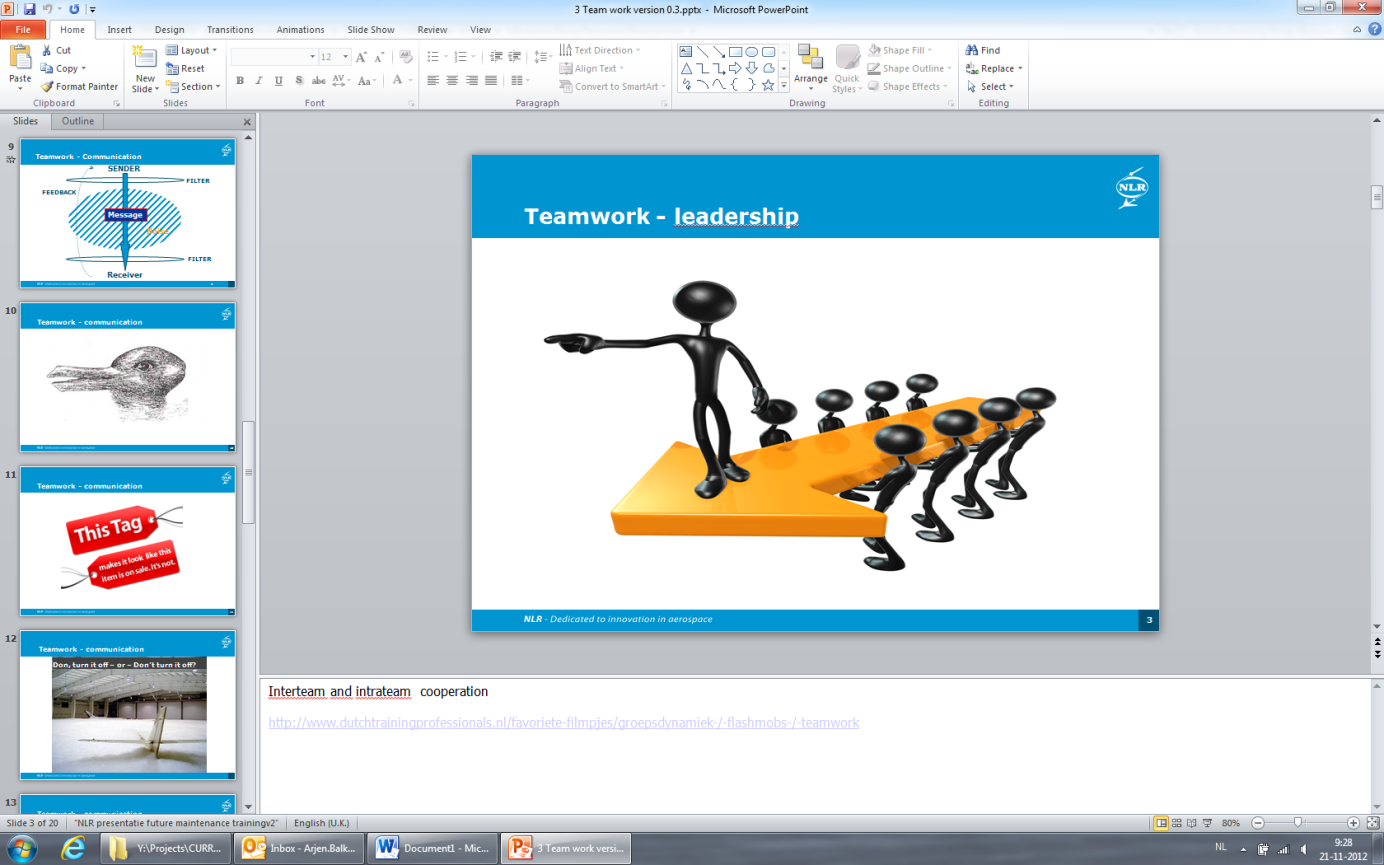 3 Team work version 0.3.pptx - Microsoft PowerPoint
File Home Insert Design Transitions Animations Slide Show Review View
Paste
Cut
Copy
Format Painter
Clipboard
New Slide
Layout
Reset
Section
Slides
12
Font
Paragraph
Text Direction
Align Text
Convert to SmartArt
Arrange
Quick Styles
Shape Fill
Shape Outline
Shape Effects
Drawing
Find
Replace
Select
Editing
Slides Outline
9
Teamwork - Communication
SENDER
FILTER
FEEDBACK
Message
FILTER
Receiver
10
Teamwork - communication
11
Teamwork - communication
This Tag
makes it look like this
item is on sale. It's not.
12
Teamwork - communication
Don, turn it off – or – Don't turn it off?
13
Teamwork - communication
NLR
Teamwork - leadership
NLR - Dedicated to innovation in aerospace
3
Interteam and intrateam cooperation
http://www.dutchtrainingprofessionals.nl/favoriete-filmpjes/groepsdynamiek-/-flashmobs-/-teamwork
Slide 3 of 20 "NLR presentatie future maintenance trainingv2" English (U.K.) 80%
Y:\Projects\CURR...
Inbox - Arjen.Balk...
Document1 - Mic...
3 Team work versi...
NL
9:28
21-11-2012